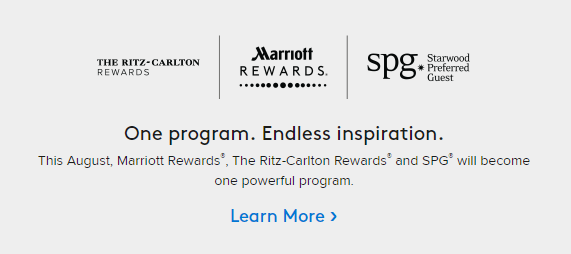 THE RITZ-CARLTON
REWARDS
Marriott
REWARDS®
spg
Starwood
Preferred
Guest
One program. Endless inspiration.
This August, Marriott Rewards®, The Ritz-Carlton Rewards® and SPG® will become
one powerful program.
Learn More ›